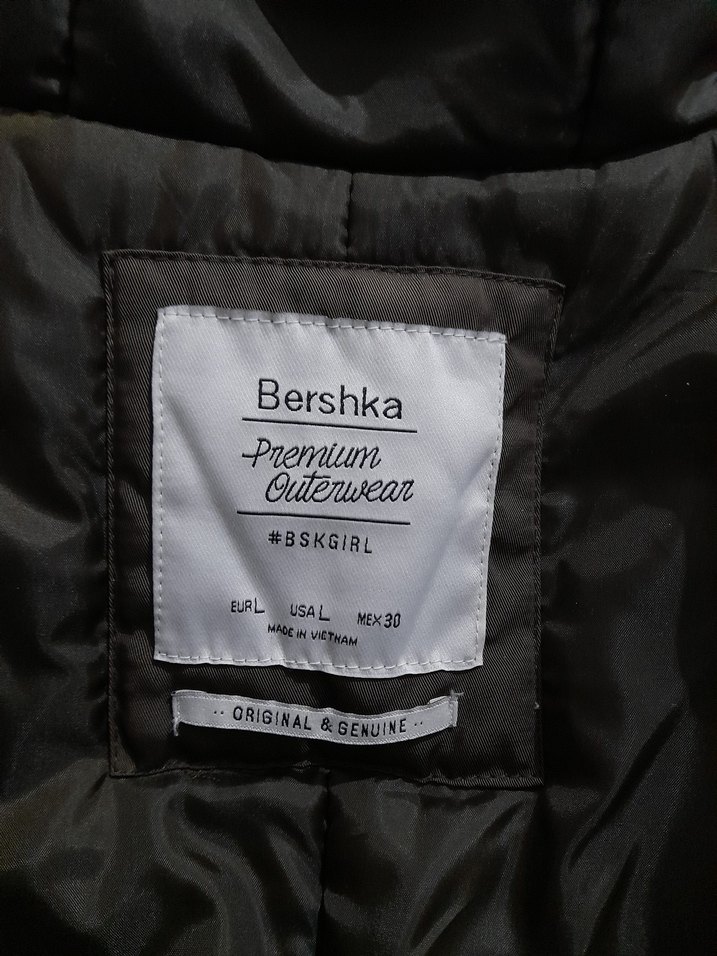 Bershka
Premium
Outerwear
#BSKGIRL
EUR L USA L MEX 30
MADE IN VIETNAM
·· ORIGINAL & GENUINE ··